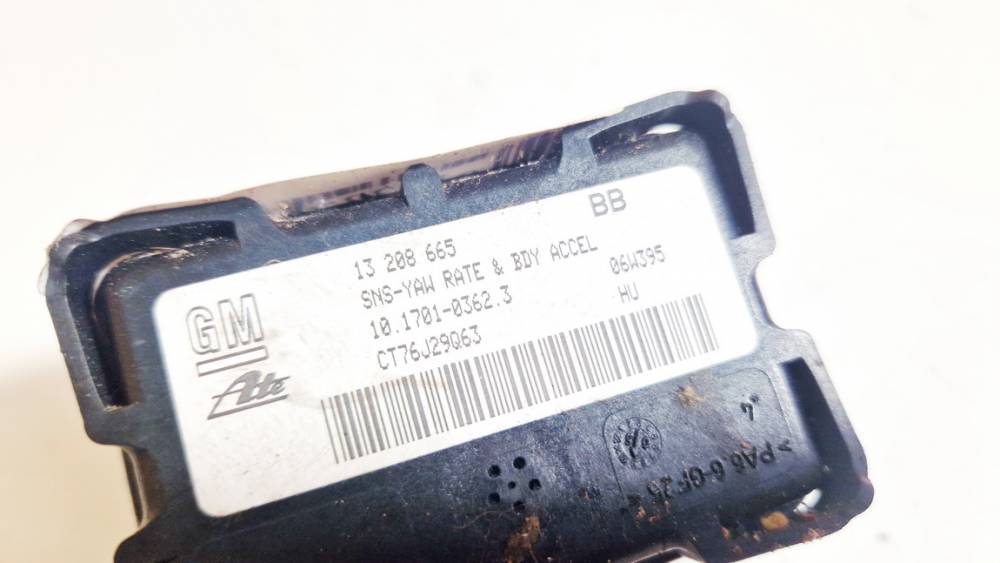 BB
13 208 665
SNS-YAW RATE & BDY ACCEL
10.1701-0362.3 06W395
CT76J29Q63 HU
GM
Ate
>PA6.6-GF25<